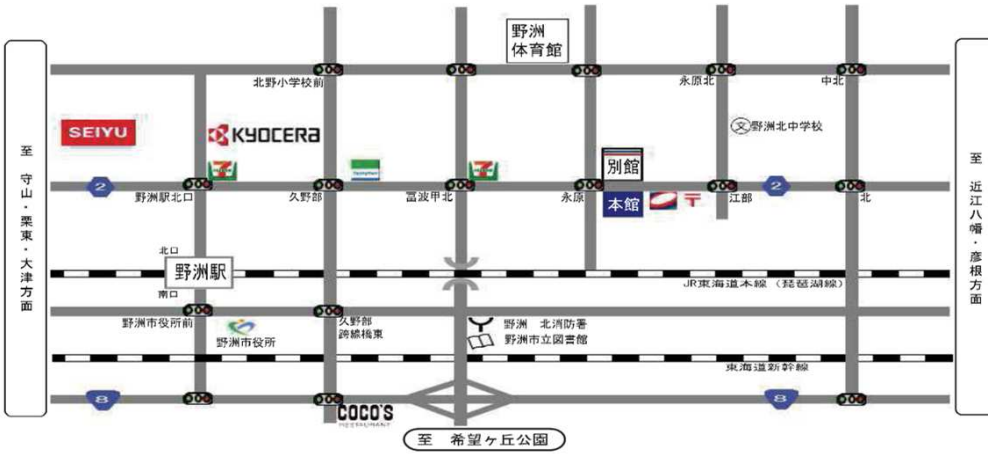 野洲
体育館
北野小学校前
永原北
中北
SEIYU
KYOCERA
文
野洲北中学校
至 守山・栗東・大津方面
至 近江八幡・彦根方面
7
FamilyMart
7
別館
2
野洲駅北口
久野部
冨波甲北
永原
本館
〒
江部
2
北
北口
野洲駅
南口
JR東海道本線（琵琶湖線）
野洲市役所前
野洲市役所
久野部
跨線橋東
野洲 北消防署
野洲市立図書館
東海道新幹線
8
8
COCO'S
RESTAURANT
至 希望ヶ丘公園